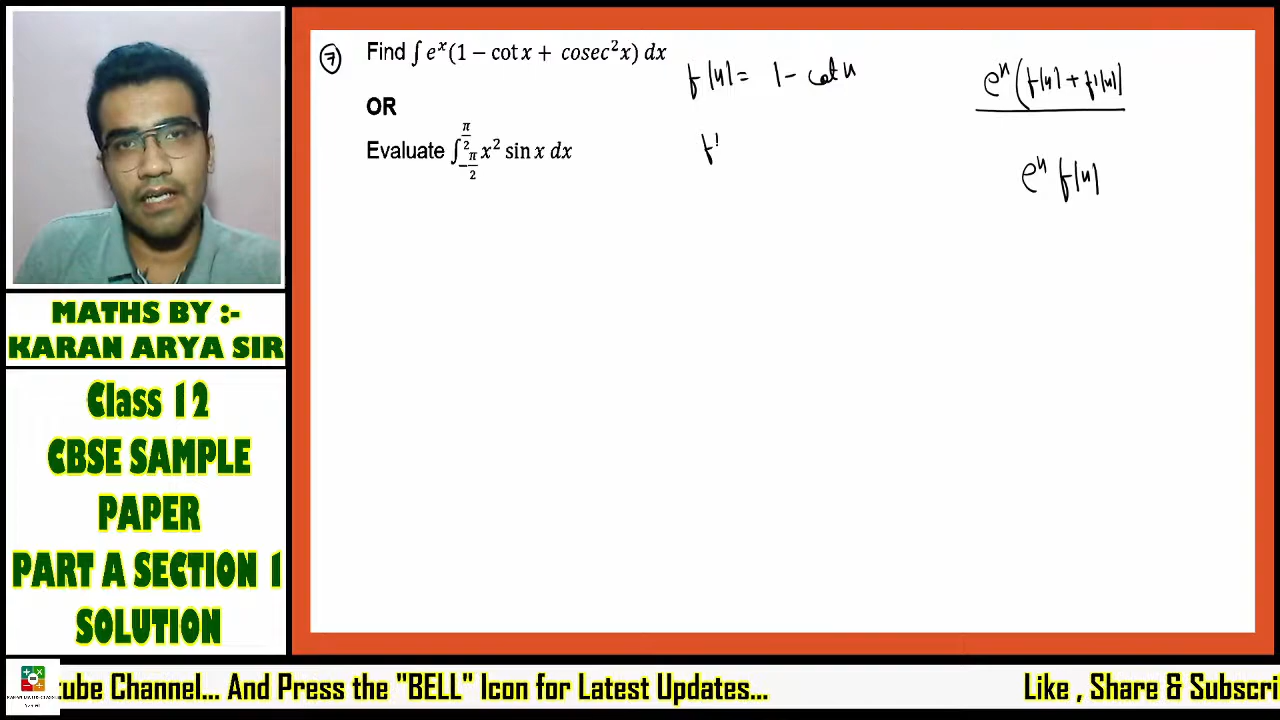 MATHS BY :-
KARAN ARYA SIR
Class 12
CBSE SAMPLE
PAPER
PART A SECTION 1
SOLUTION
7 Find ∫ eˣ(1 − cot x + cosec²x) dx
OR
Evaluate ∫_{−π/2}^{π/2} x² sin x dx
f(x) = 1 − cot x
f'
eˣ (f(x) + f'(x)
eˣ f(x)
tube Channel... And Press the "BELL" Icon for Latest Updates...
Like , Share & Subscri